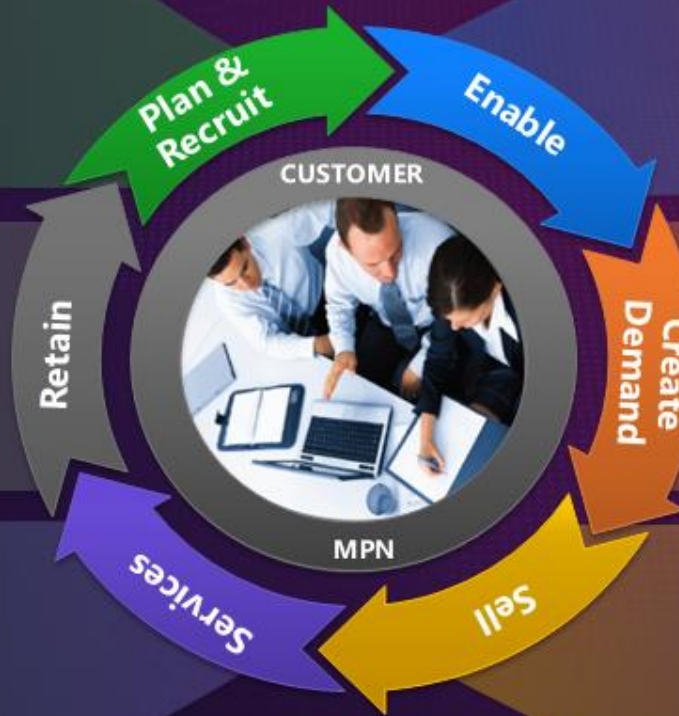 Plan &
Recruit
Enable
Create
Demand
Sell
Services
Retain
CUSTOMER
MPN